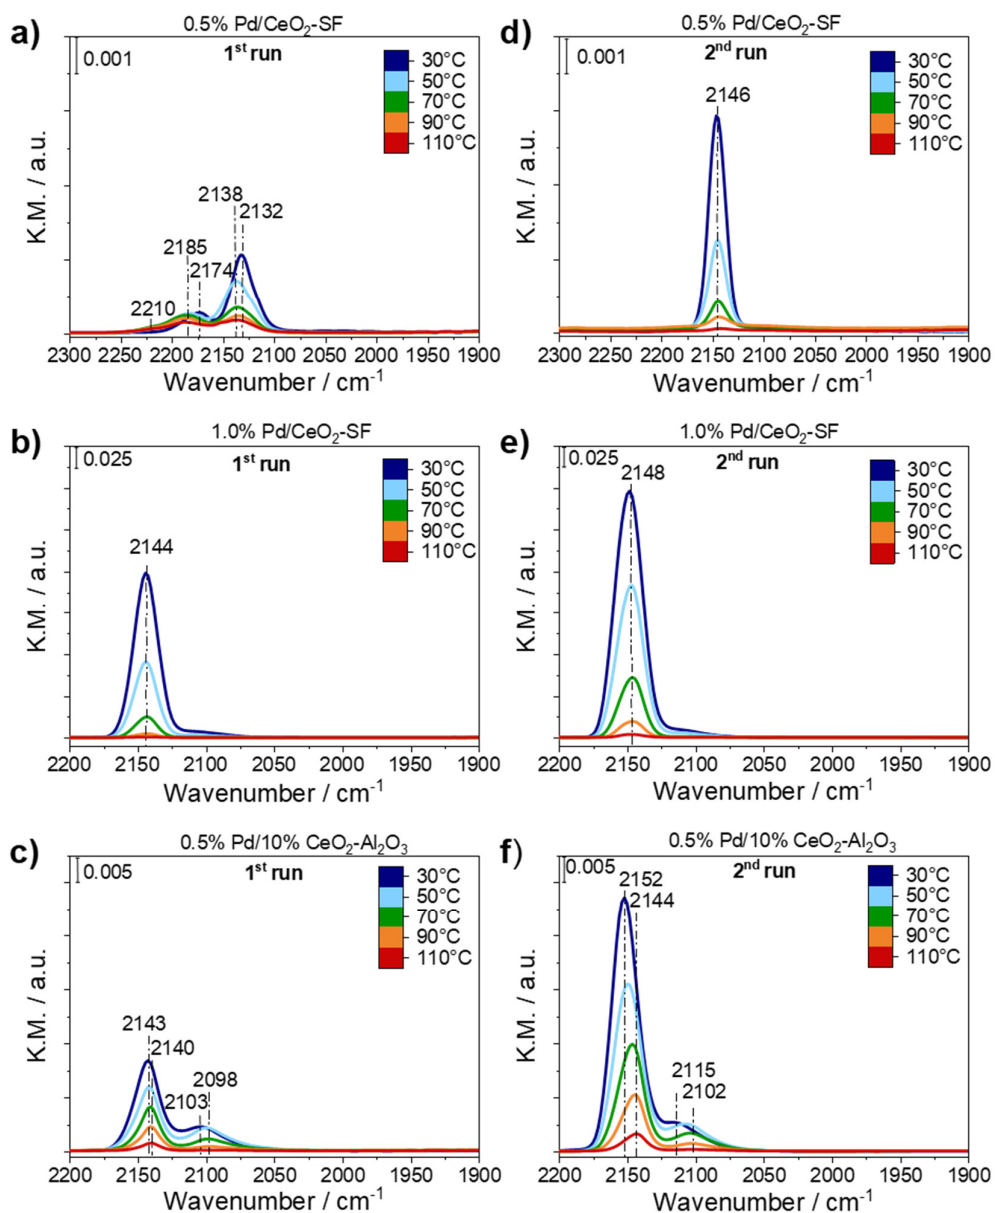 a)
0.5% Pd/CeO₂-SF
1st run
0.001
30°C
50°C
70°C
90°C
110°C
2138
2132
2185
2174
2210
K.M. / a.u.
2300 2250 2200 2150 2100 2050 2000 1950 1900
Wavenumber / cm⁻¹
d)
0.5% Pd/CeO₂-SF
2nd run
0.001
30°C
50°C
70°C
90°C
110°C
2146
K.M. / a.u.
2300 2250 2200 2150 2100 2050 2000 1950 1900
Wavenumber / cm⁻¹
b)
1.0% Pd/CeO₂-SF
1st run
0.025
30°C
50°C
70°C
90°C
110°C
2144
K.M. / a.u.
2200 2150 2100 2050 2000 1950 1900
Wavenumber / cm⁻¹
e)
1.0% Pd/CeO₂-SF
2nd run
0.025
30°C
50°C
70°C
90°C
110°C
2148
K.M. / a.u.
2200 2150 2100 2050 2000 1950 1900
Wavenumber / cm⁻¹
c)
0.5% Pd/10% CeO₂-Al₂O₃
1st run
0.005
30°C
50°C
70°C
90°C
110°C
2143
2140
2098
2103
K.M. / a.u.
2200 2150 2100 2050 2000 1950 1900
Wavenumber / cm⁻¹
f)
0.5% Pd/10% CeO₂-Al₂O₃
2nd run
0.005
30°C
50°C
70°C
90°C
110°C
2152
2144
2115
2102
K.M. / a.u.
2200 2150 2100 2050 2000 1950 1900
Wavenumber / cm⁻¹